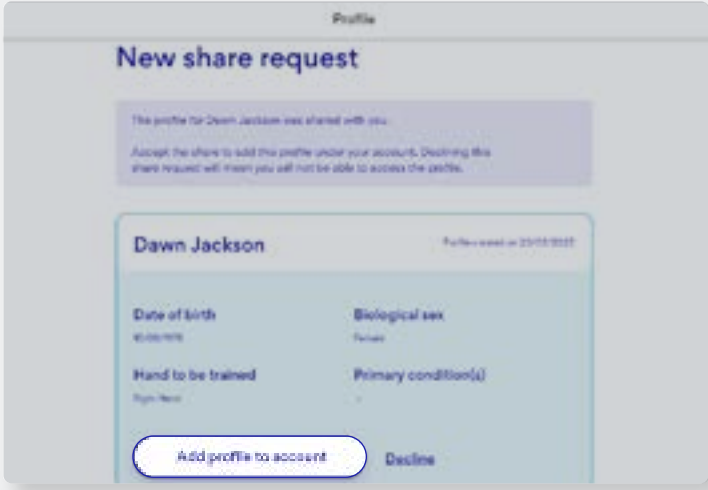 Profile
New share request
The profile for Dawn Jackson was shared with you.
Accept the share to add this profile under your account. Declining this
share request will mean you will not be able to access the profile.
Dawn Jackson
Profile created on
Date of birth
Biological sex
Female
Hand to be trained
Primary condition(s)
Right Hand
-
Add profile to account
Decline